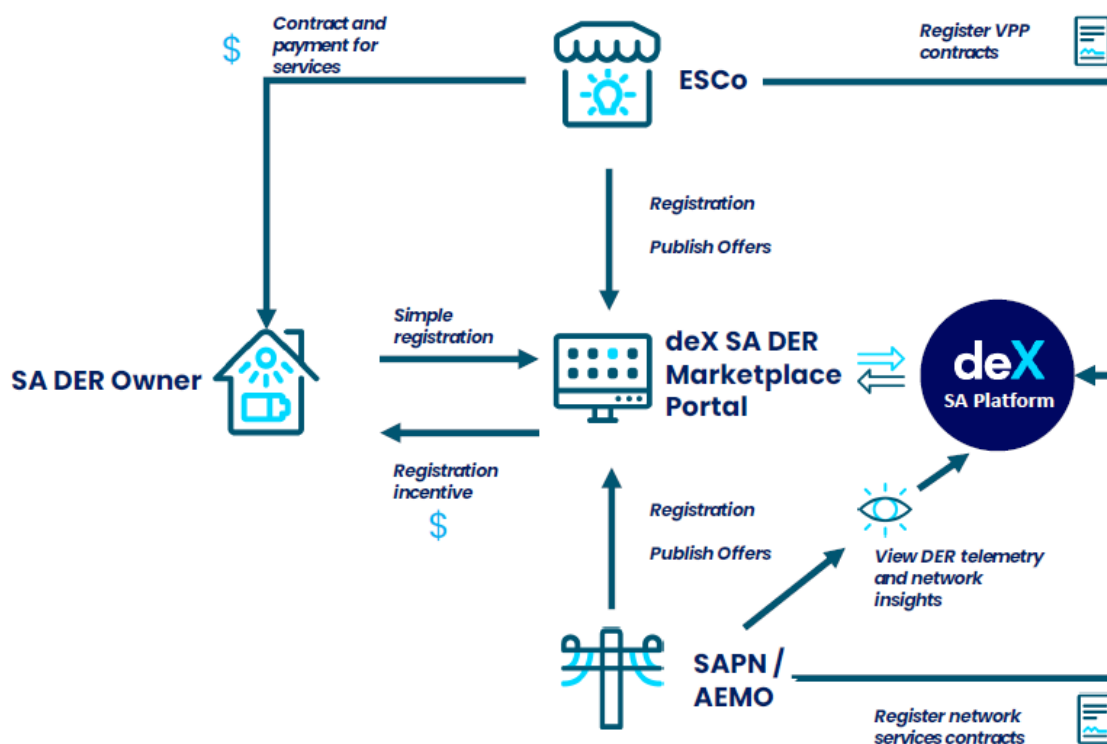 $
Contract and
payment for
services
ESCo
Register VPP
contracts
Registration
Publish Offers
SA DER Owner
Simple
registration
deX SA DER
Marketplace
Portal
deX
SA Platform
Registration
incentive
$
Registration
Publish Offers
View DER telemetry
and network
insights
SAPN /
AEMO
Register network
services contracts